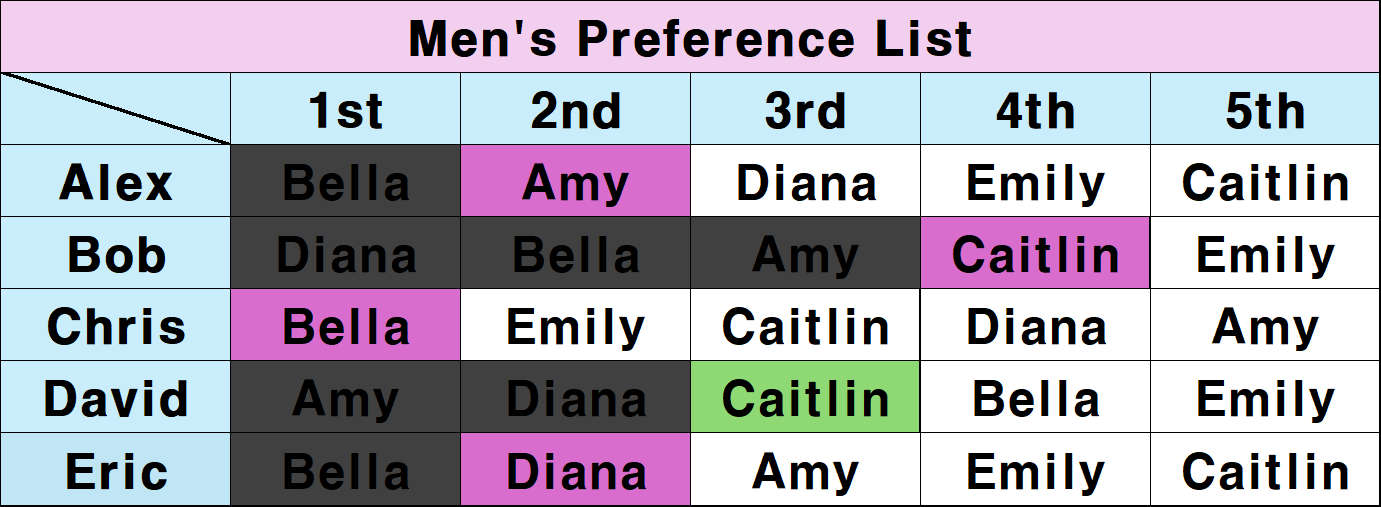 Men's Preference List
1st 2nd 3rd 4th 5th
Alex Bella Amy Diana Emily Caitlin
Bob Diana Bella Amy Caitlin Emily
Chris Bella Emily Caitlin Diana Amy
David Amy Diana Caitlin Bella Emily
Eric Bella Diana Amy Emily Caitlin